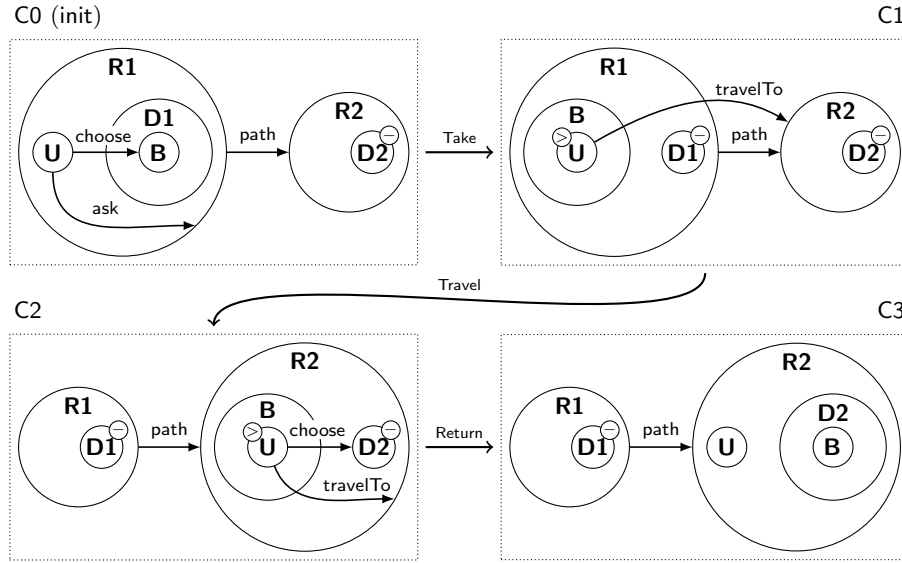 C0 (init)
C1
R1
D1
U
choose
B
ask
path
R2
D2
−
Take
R1
B
>
U
D1
−
travelTo
path
R2
D2
−
Travel
C2
C3
R1
D1
−
path
R2
B
>
U
choose
D2
−
travelTo
Return
R1
D1
−
path
R2
U
D2
B